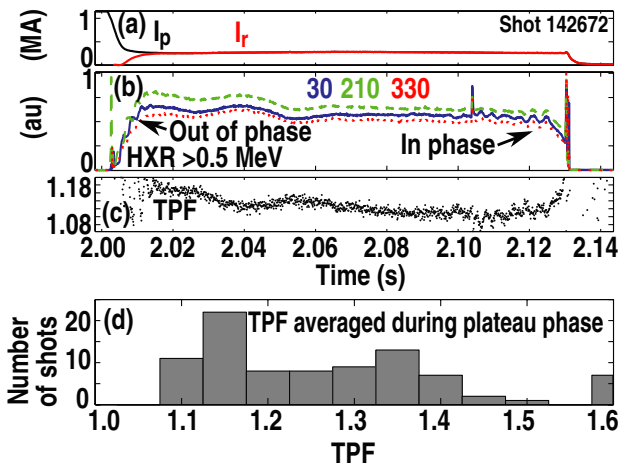 (a) Ip Ir Shot 142672
(MA)
1
0
(b) 30 210 330
(au)
1
0
Out of phase
In phase
HXR >0.5 MeV
(c) TPF
1.18
1.08
2.00 2.02 2.04 2.06 2.08 2.10 2.12 2.14
Time (s)
(d) TPF averaged during plateau phase
Number
of shots
20
10
0
1.0 1.1 1.2 1.3 1.4 1.5 1.6
TPF